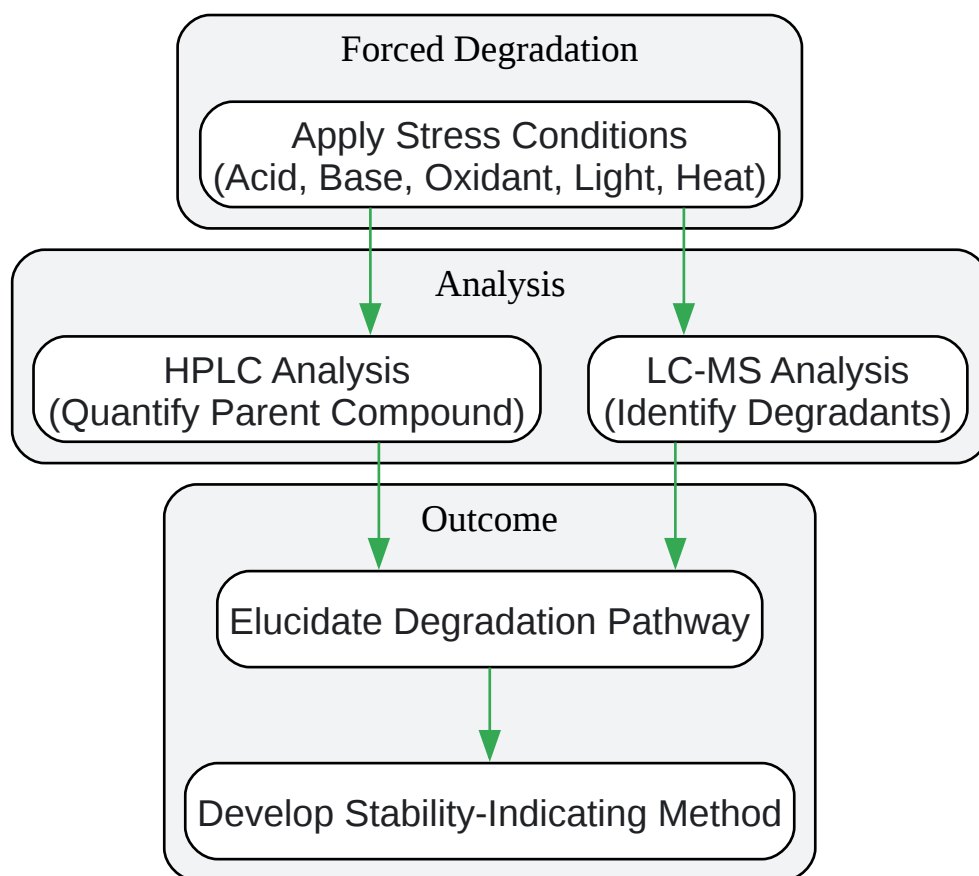 Forced Degradation
Apply Stress Conditions
(Acid, Base, Oxidant, Light, Heat)
Analysis
HPLC Analysis
(Quantify Parent Compound)
LC-MS Analysis
(Identify Degradants)
Outcome
Elucidate Degradation Pathway
Develop Stability-Indicating Method